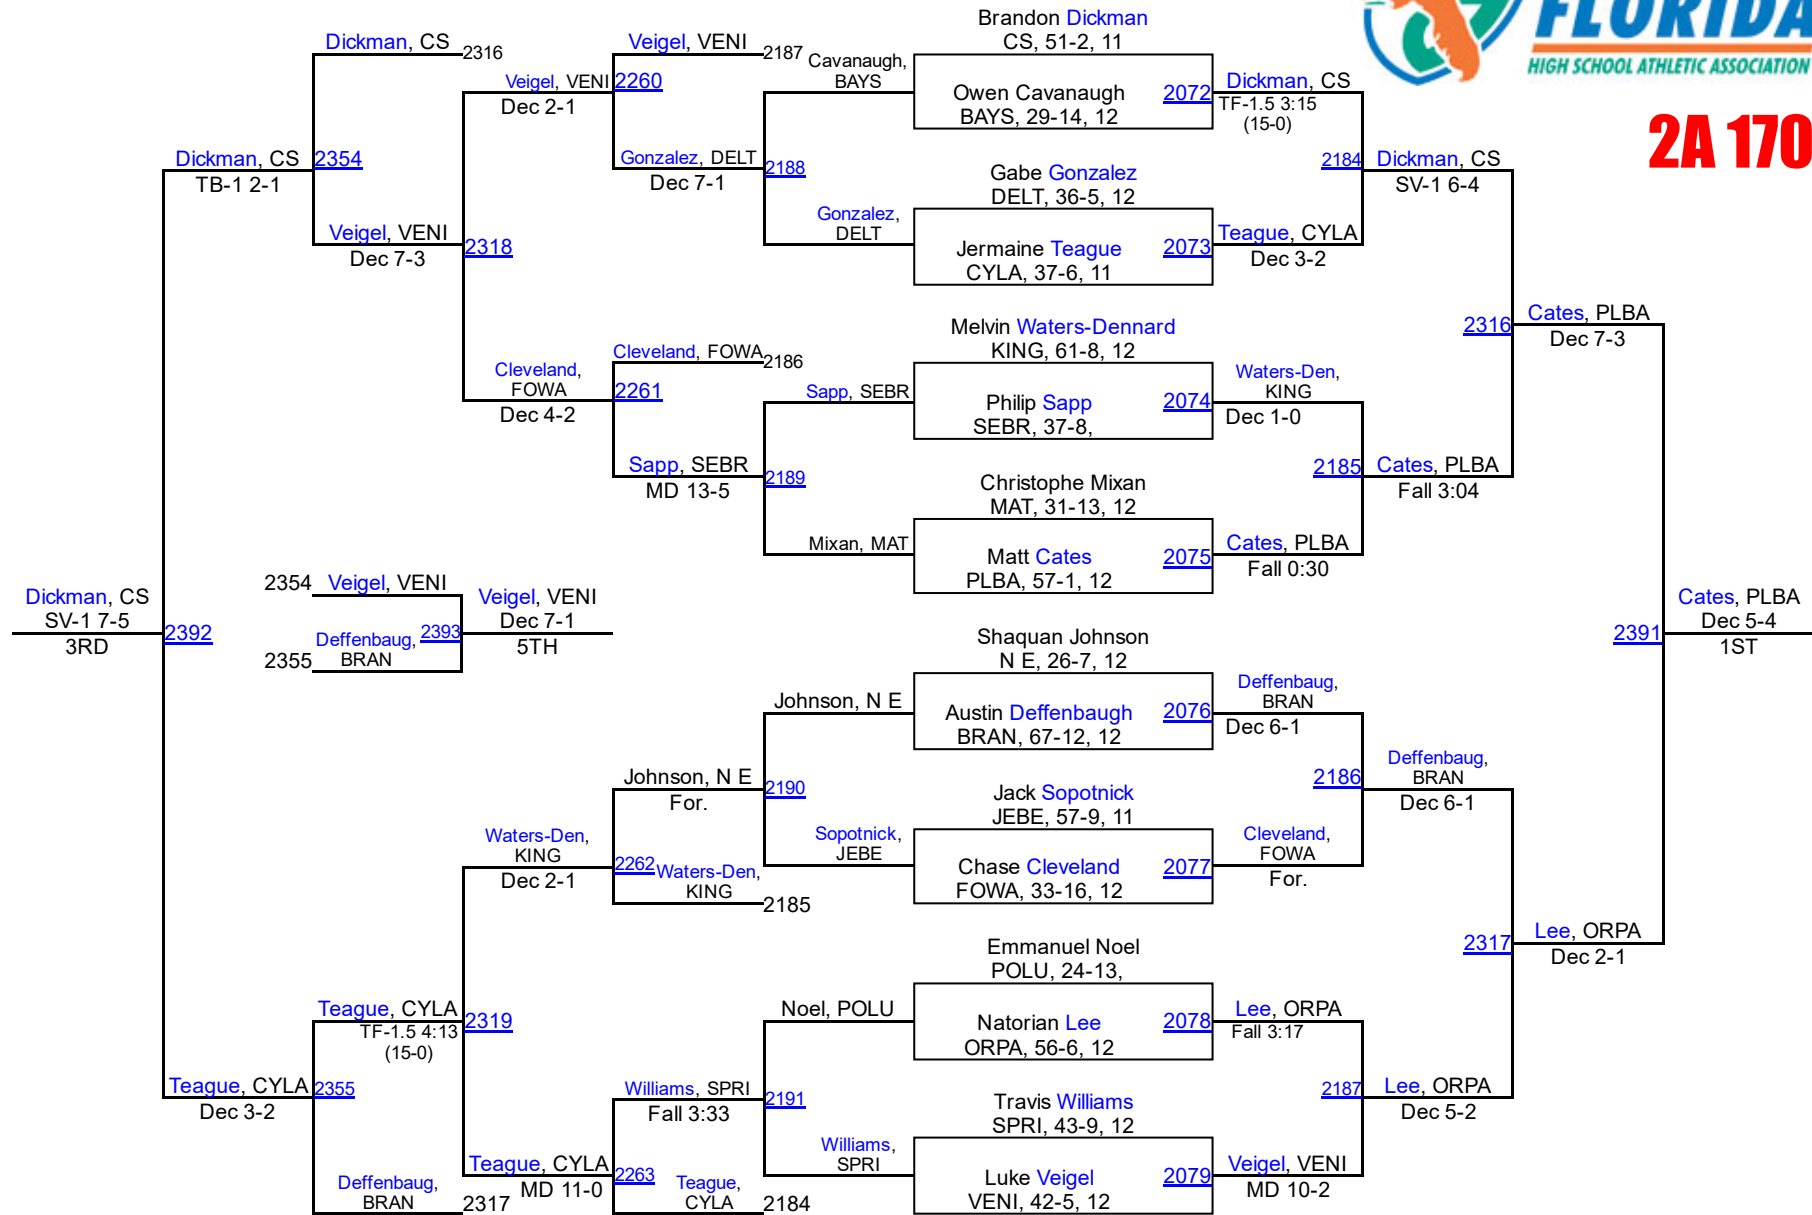 FLORIDA
HIGH SCHOOL ATHLETIC ASSOCIATION
2A 170
Brandon Dickman
CS, 51-2, 11
Owen Cavanaugh
BAYS, 29-14, 12
2072
Dickman, CS
TF-1.5 3:15
(15-0)
Gabe Gonzalez
DELT, 36-5, 12
Jermaine Teague
CYLA, 37-6, 11
2073
Teague, CYLA
Dec 3-2
2184
Dickman, CS
SV-1 6-4
Melvin Waters-Dennard
KING, 61-8, 12
Philip Sapp
SEBR, 37-8,
2074
Waters-Den,
KING
Dec 1-0
Christophe Mixan
MAT, 31-13, 12
Matt Cates
PLBA, 57-1, 12
2075
Cates, PLBA
Fall 0:30
2185
Cates, PLBA
Fall 3:04
2316
Cates, PLBA
Dec 7-3
Shaquan Johnson
N E, 26-7, 12
Austin Deffenbaugh
BRAN, 67-12, 12
2076
Deffenbaug,
BRAN
Dec 6-1
Jack Sopotnick
JEBE, 57-9, 11
Chase Cleveland
FOWA, 33-16, 12
2077
Cleveland,
FOWA
For.
2186
Deffenbaug,
BRAN
Dec 6-1
Emmanuel Noel
POLU, 24-13,
Natorian Lee
ORPA, 56-6, 12
2078
Lee, ORPA
Fall 3:17
Travis Williams
SPRI, 43-9, 12
Luke Veigel
VENI, 42-5, 12
2079
Veigel, VENI
MD 10-2
2187
Lee, ORPA
Dec 5-2
2317
Lee, ORPA
Dec 2-1
2391
Cates, PLBA
Dec 5-4
1ST
Cavanaugh,
BAYS
Gonzalez,
DELT
2188
Gonzalez, DELT
Dec 7-1
Veigel, VENI
2187
2260
Veigel, VENI
Dec 2-1
Sapp, SEBR
Mixan, MAT
2189
Sapp, SEBR
MD 13-5
Cleveland, FOWA
2186
2261
Cleveland,
FOWA
Dec 4-2
2318
Veigel, VENI
Dec 7-3
Dickman, CS
2316
2354
Dickman, CS
TB-1 2-1
Johnson, N E
Sopotnick,
JEBE
2190
Johnson, N E
For.
2262
Waters-Den,
KING
2185
Waters-Den,
KING
Dec 2-1
Noel, POLU
Williams,
SPRI
2191
Williams, SPRI
Fall 3:33
Teague,
CYLA
2184
2263
Teague, CYLA
MD 11-0
2319
Teague, CYLA
TF-1.5 4:13
(15-0)
Deffenbaug,
BRAN
2317
2355
Teague, CYLA
Dec 3-2
2392
Dickman, CS
SV-1 7-5
3RD
2354
Veigel, VENI
2355
Deffenbaug,
BRAN
2393
Veigel, VENI
Dec 7-1
5TH